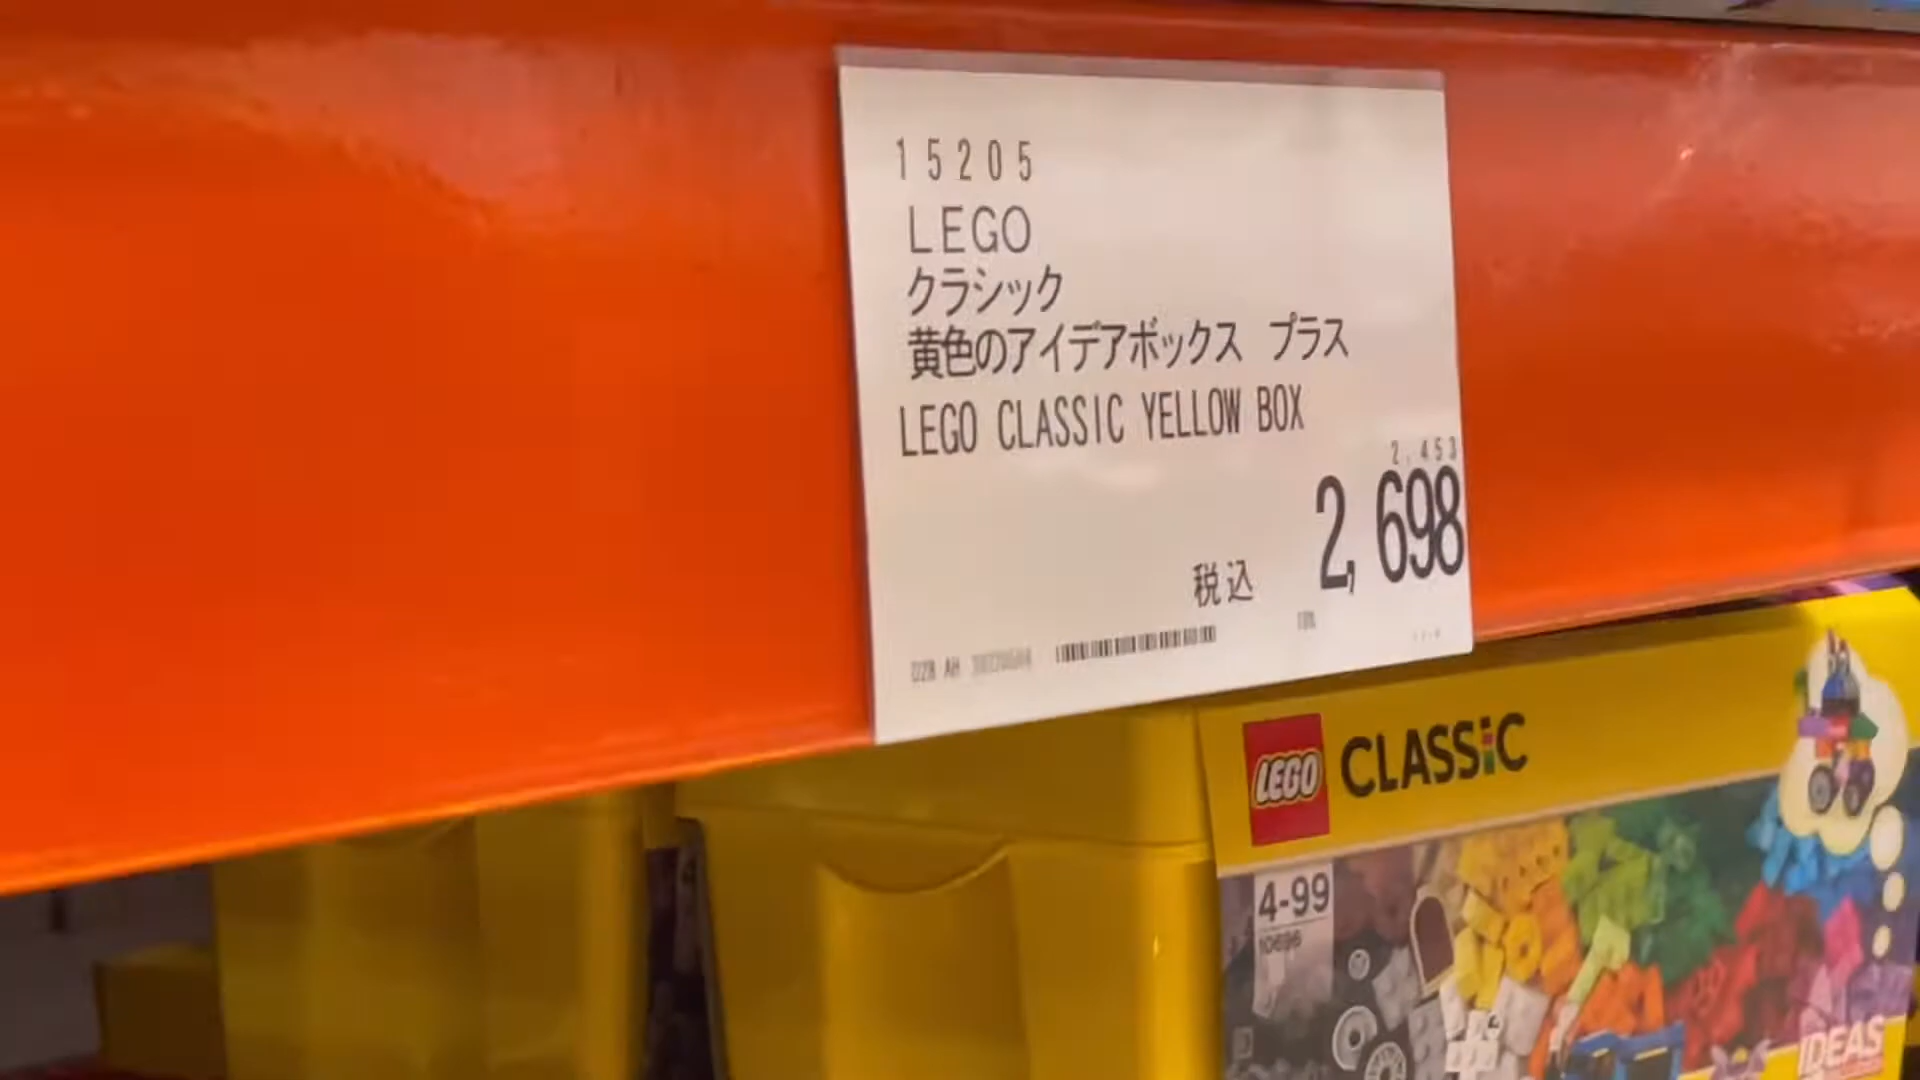 15205
LEGO
クラシック
黄色のアイデアボックス プラス
LEGO CLASSIC YELLOW BOX
2,453
2,698
税込
LEGO CLASSIC
4-99
10696
IDEAS